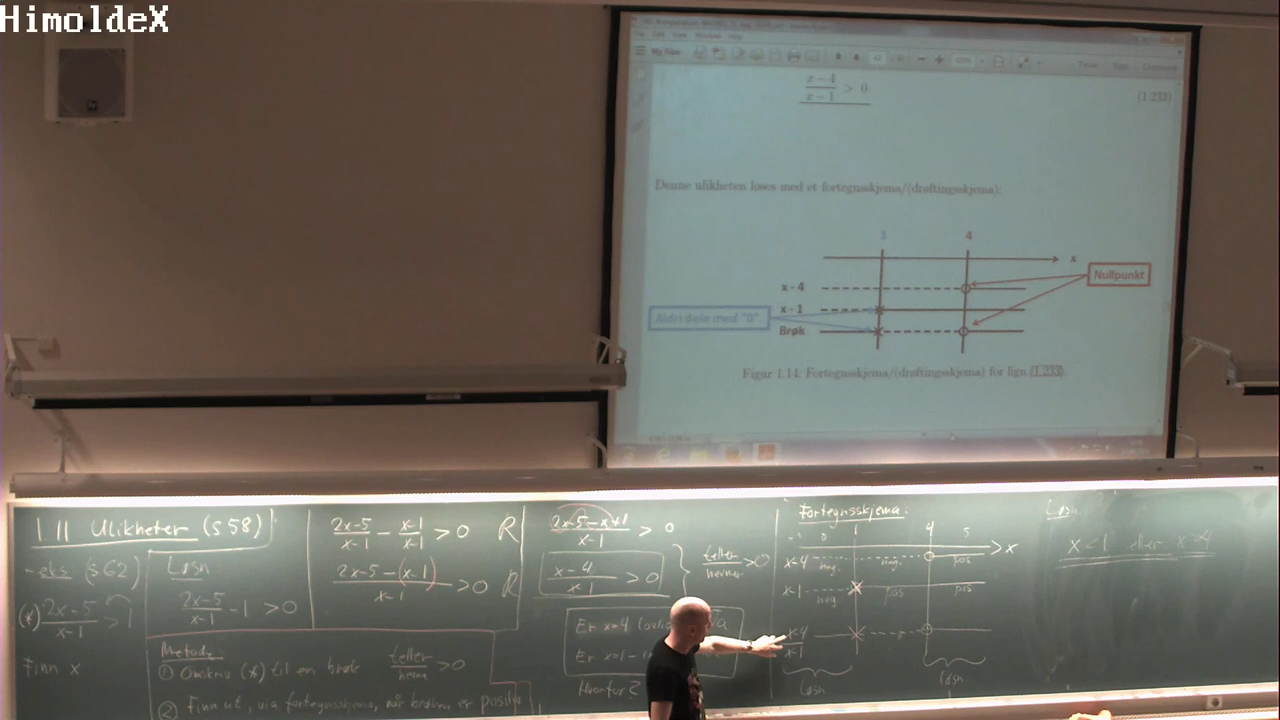 HimoldeX
My Files
x − 4
x − 1
> 0
(1.233)
Denne ulikheten løses med et fortegnsskjema/(drøftingsskjema):
1
4
x
x - 4
Nullpunkt
x - 1
Aldri dele med "0".
Brøk
Figur 1.14: Fortegnsskjema/(drøftingsskjema) for lign.(1.233).
1.11 Ulikheter (s 58)
- eks (s 62)
(*) 2x-5
x-1
> 1
Finn x
Løsn
2x-5
x-1
- 1 > 0
Metode
① Omskriv (*) til en brøk
teller
> 0
② Finn ut, via fortegnsskjema, når brøken er positiv
2x-5
x-1
- x-1
x-1
> 0
2x-5-(x-1)
x-1
> 0
2x-5-x+1
x-1
> 0
x-4
x-1
> 0
teller
nevner
> 0
Er x=4
Er x=1
Hvorfor?
Fortegnsskjema:
-1 0 1 4 5
> x
x-4
neg.
neg.
pos
x-1
neg
pos
pos
x-4
x-1
Løsn
Løsn
Løsn:
x<1 eller x>4